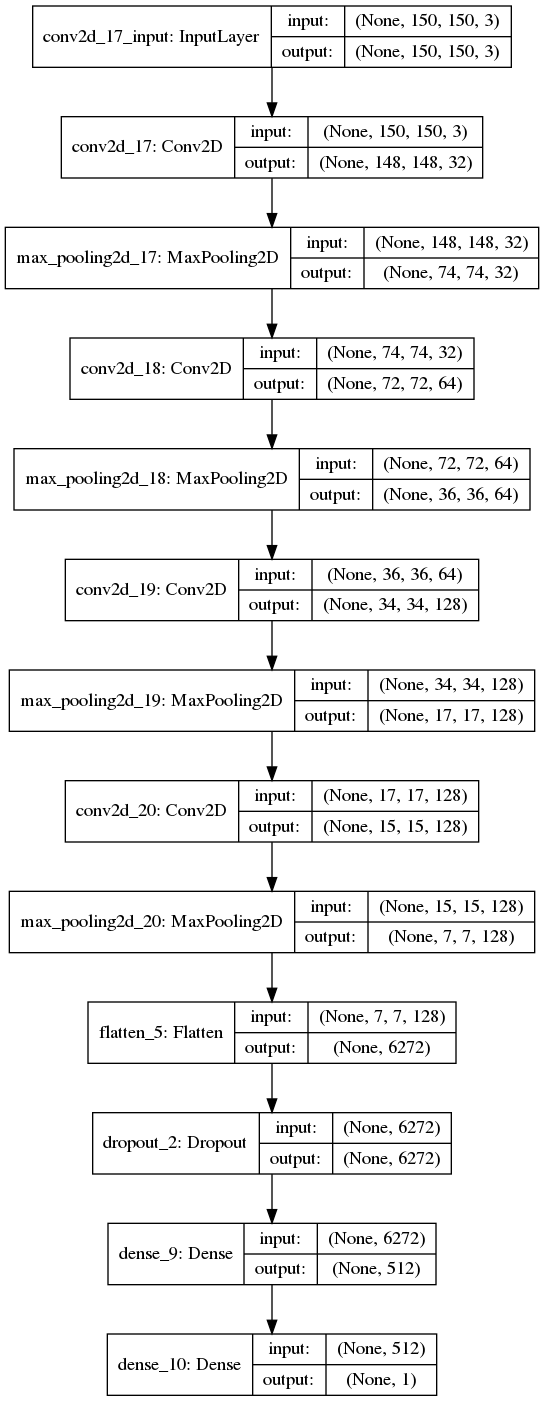 conv2d_17_input: InputLayer
input: (None, 150, 150, 3)
output: (None, 150, 150, 3)
conv2d_17: Conv2D
input: (None, 150, 150, 3)
output: (None, 148, 148, 32)
max_pooling2d_17: MaxPooling2D
input: (None, 148, 148, 32)
output: (None, 74, 74, 32)
conv2d_18: Conv2D
input: (None, 74, 74, 32)
output: (None, 72, 72, 64)
max_pooling2d_18: MaxPooling2D
input: (None, 72, 72, 64)
output: (None, 36, 36, 64)
conv2d_19: Conv2D
input: (None, 36, 36, 64)
output: (None, 34, 34, 128)
max_pooling2d_19: MaxPooling2D
input: (None, 34, 34, 128)
output: (None, 17, 17, 128)
conv2d_20: Conv2D
input: (None, 17, 17, 128)
output: (None, 15, 15, 128)
max_pooling2d_20: MaxPooling2D
input: (None, 15, 15, 128)
output: (None, 7, 7, 128)
flatten_5: Flatten
input: (None, 7, 7, 128)
output: (None, 6272)
dropout_2: Dropout
input: (None, 6272)
output: (None, 6272)
dense_9: Dense
input: (None, 6272)
output: (None, 512)
dense_10: Dense
input: (None, 512)
output: (None, 1)